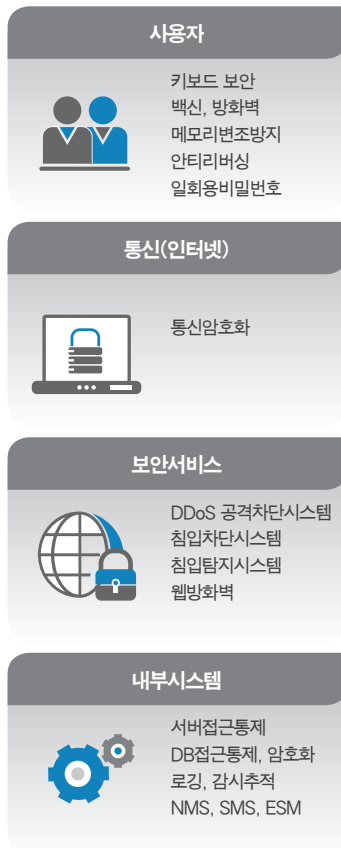 사용자
키보드 보안
백신, 방화벽
메모리변조방지
안티리버싱
일회용비밀번호
통신(인터넷)
통신암호화
보안서비스
DDoS 공격차단시스템
침입차단시스템
침입탐지시스템
웹방화벽
내부시스템
서버접근통제
DB접근통제, 암호화
로깅, 감시추적
NMS, SMS, ESM